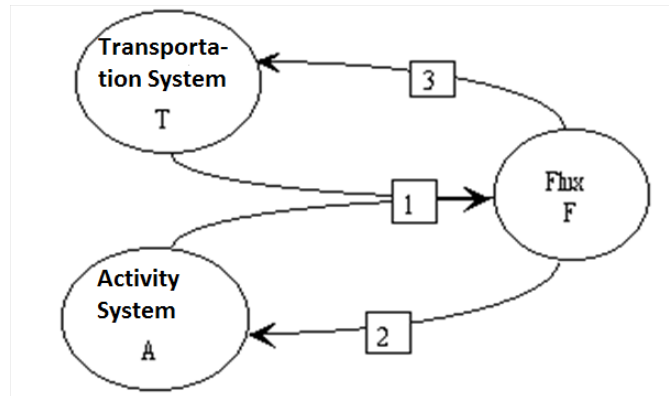 Transporta-
tion System
T
3
1
Flux
F
Activity
System
A
2